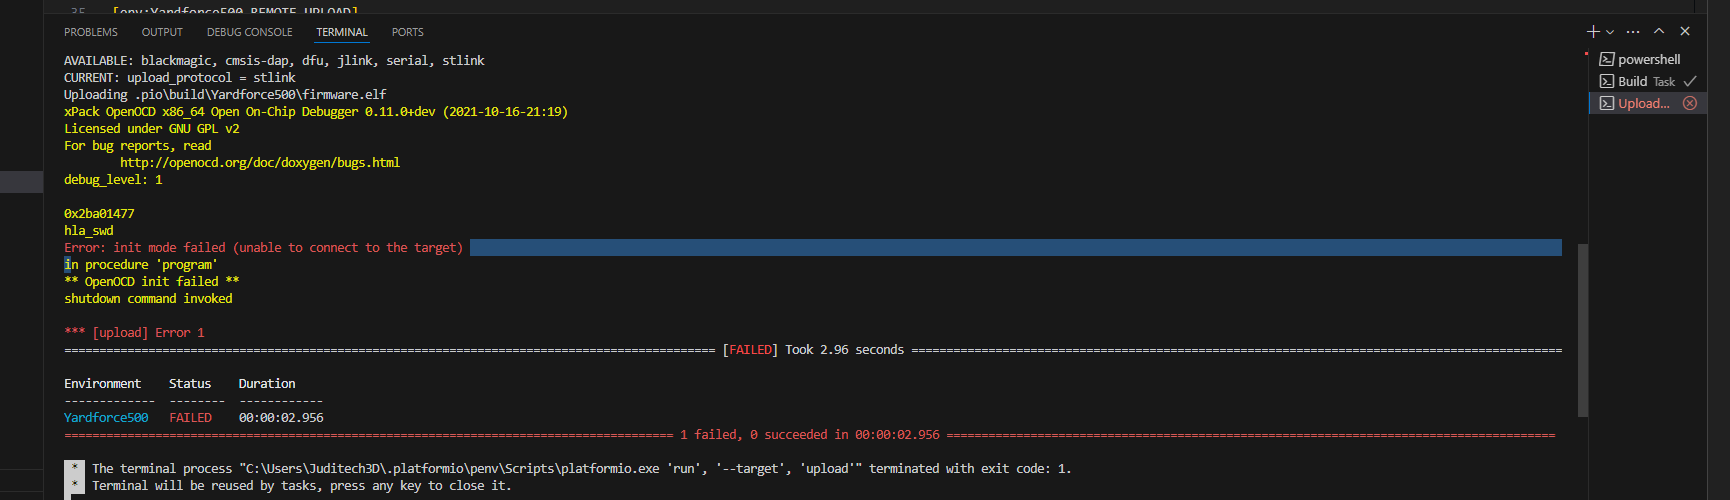 35 [env:Yardforce500_REMOTE_UPLOAD]
PROBLEMS OUTPUT DEBUG CONSOLE TERMINAL PORTS
AVAILABLE: blackmagic, cmsis-dap, dfu, jlink, serial, stlink
CURRENT: upload_protocol = stlink
Uploading .pio\build\Yardforce500\firmware.elf
xPack OpenOCD x86_64 Open On-Chip Debugger 0.11.0+dev (2021-10-16-21:19)
Licensed under GNU GPL v2
For bug reports, read
http://openocd.org/doc/doxygen/bugs.html
debug_level: 1
0x2ba01477
hla_swd
Error: init mode failed (unable to connect to the target)
in procedure 'program'
** OpenOCD init failed **
shutdown command invoked
*** [upload] Error 1
============================================================================================= [FAILED] Took 2.96 seconds =============================================================================================
Environment Status Duration
------------- -------- ------------
Yardforce500 FAILED 00:00:02.956
======================================================================================= 1 failed, 0 succeeded in 00:00:02.956 =======================================================================================
* The terminal process "C:\Users\Juditech3D\.platformio\penv\Scripts\platformio.exe 'run', '--target', 'upload'" terminated with exit code: 1.
* Terminal will be reused by tasks, press any key to close it.
powershell
Build Task
Upload...